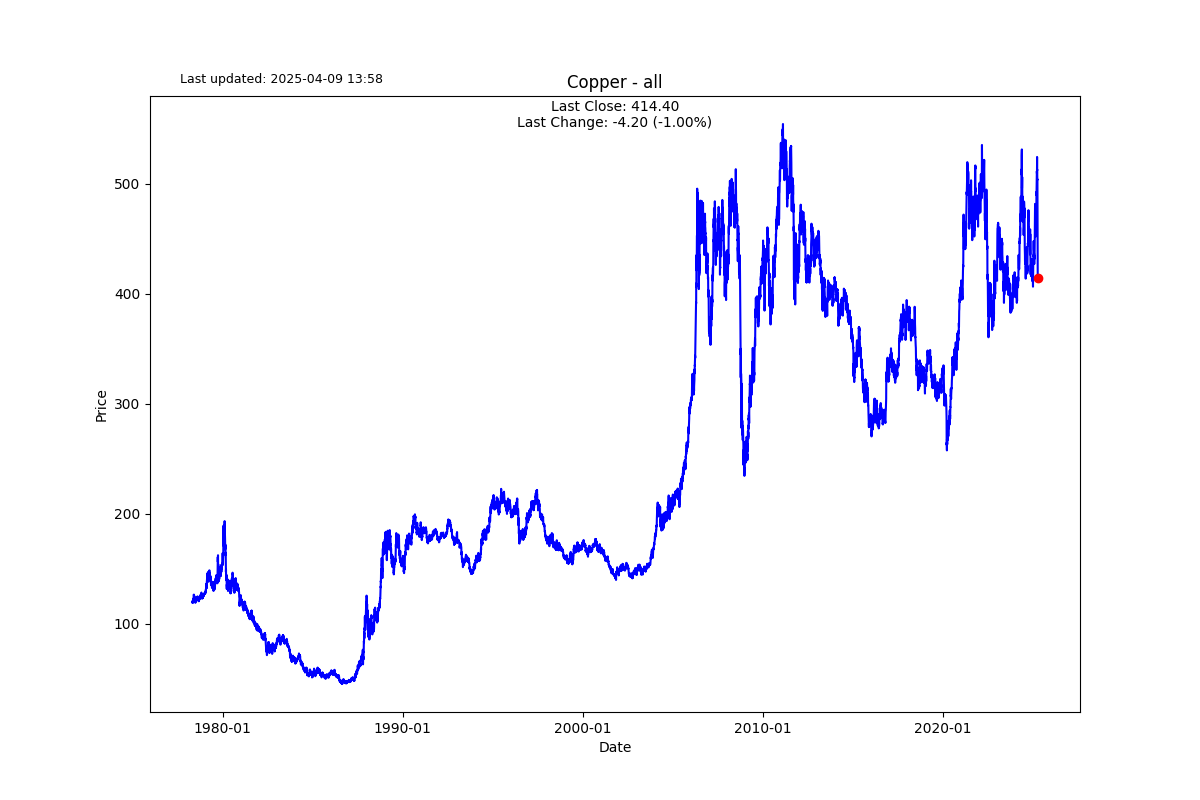 Last updated: 2025-04-09 13:58
Copper - all
Last Close: 414.40
Last Change: -4.20 (-1.00%)
500
400
300
200
100
Price
1980-01
1990-01
2000-01
2010-01
2020-01
Date